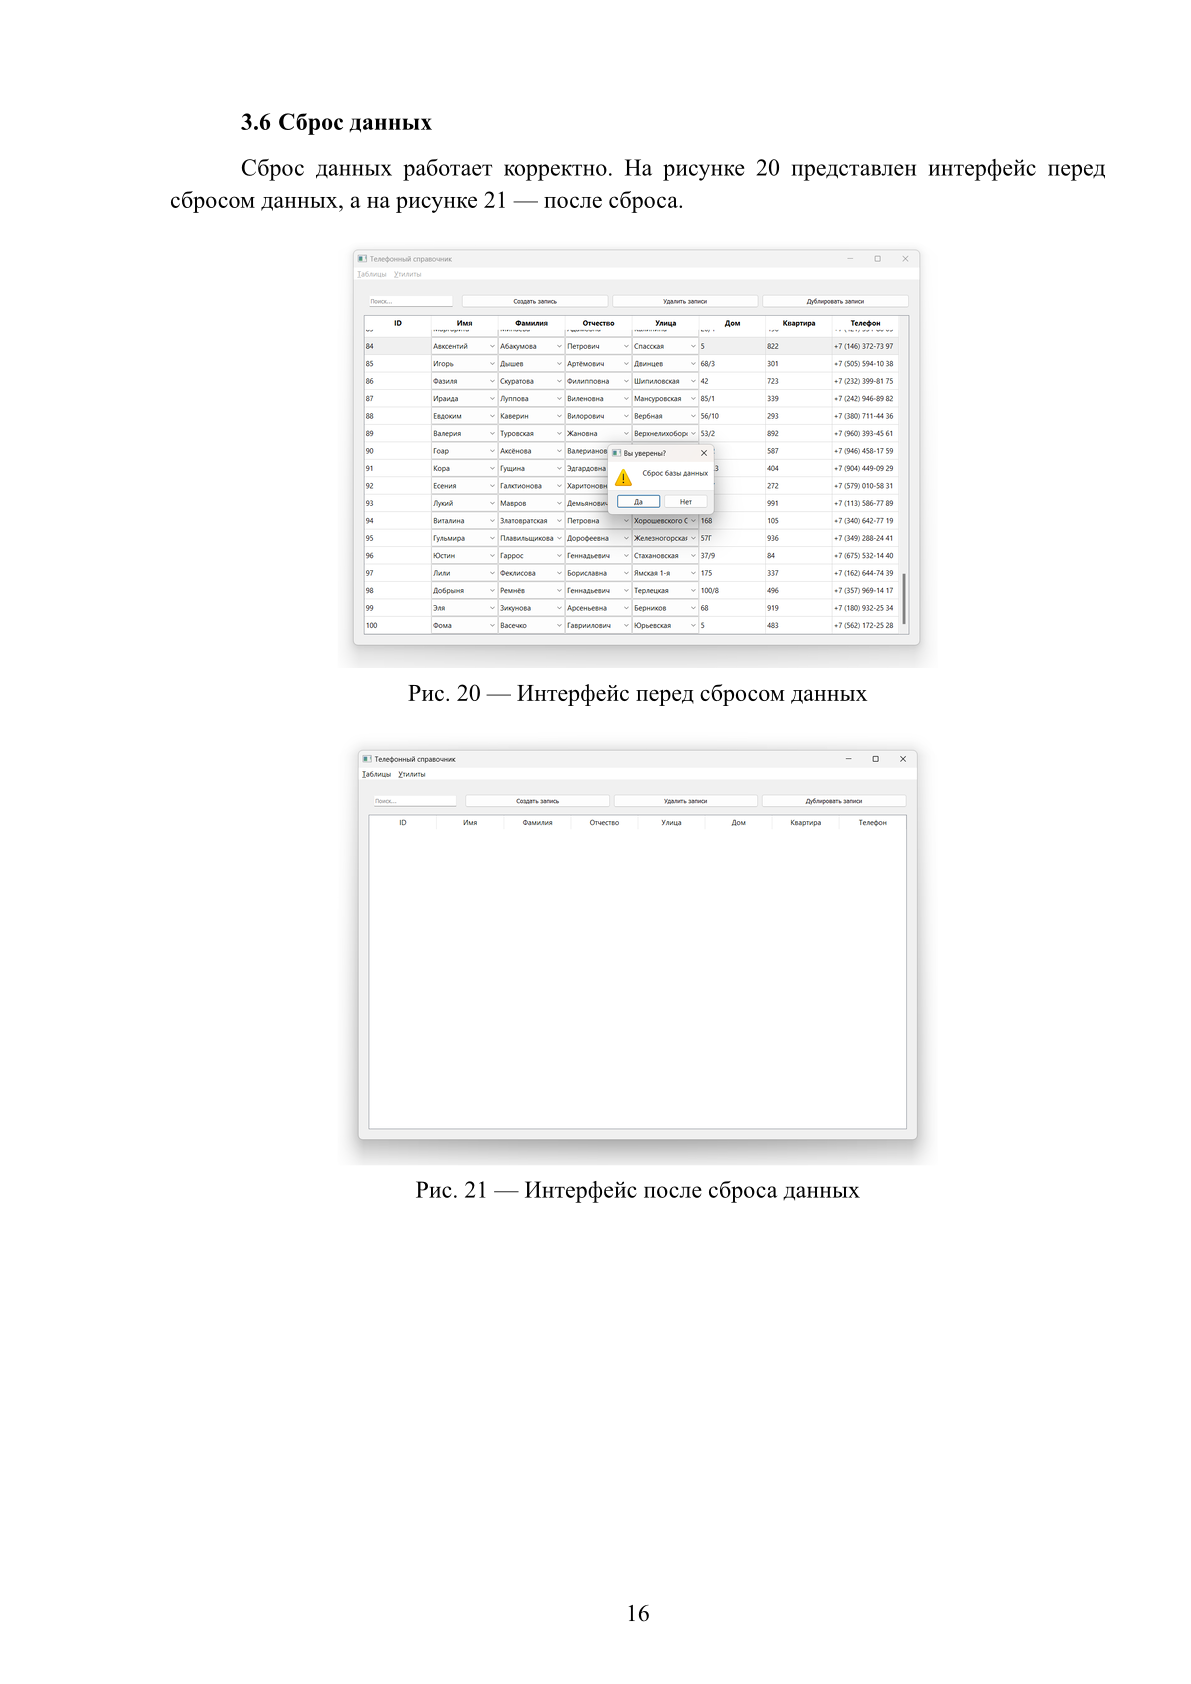 3.6 Сброс данных
Сброс данных работает корректно. На рисунке 20 представлен интерфейс перед
сбросом данных, а на рисунке 21 — после сброса.
Телефонный справочник
Таблицы Утилиты
Поиск... Создать запись Удалить записи Дублировать записи
ID Имя Фамилия Отчество Улица Дом Квартира Телефон
84 Авксентий Абакумова Петрович Спасская 5 822 +7 (146) 372-73 97
85 Игорь Дышев Артёмович Двинцев 68/3 301 +7 (505) 594-10 38
86 Фазиля Скуратова Филипповна Шипиловская 42 723 +7 (232) 399-81 75
87 Ираида Луппова Виленовна Мансуровская 85/1 339 +7 (242) 946-89 82
88 Евдоким Каверин Вилорович Вербная 56/10 293 +7 (380) 711-44 36
89 Валерия Туровская Жановна Верхнелихобор 53/2 892 +7 (960) 393-45 61
90 Гоар Аксёнова Валерианов 587 +7 (946) 458-17 59
91 Кора Гущина Эдгардовна 3 404 +7 (904) 449-09 29
92 Есения Галктионова Харитоновн 272 +7 (579) 010-58 31
93 Лукий Мавров Демьянович 991 +7 (113) 586-77 89
94 Виталина Златовратская Петровна Хорошевского С 168 105 +7 (340) 642-77 19
95 Гульмира Плавильщикова Дорофеевна Железногорская 57Г 936 +7 (349) 288-24 41
96 Юстин Гаррос Геннадьевич Стахановская 37/9 84 +7 (675) 532-14 40
97 Лили Феклисова Бориславна Ямская 1-я 175 337 +7 (162) 644-74 39
98 Добрыня Ремнёв Геннадьевич Терлецкая 100/8 496 +7 (357) 969-14 17
99 Эля Зикунова Арсеньевна Берников 68 919 +7 (180) 932-25 34
100 Фома Васечко Гавриилович Юрьевская 5 483 +7 (562) 172-25 28
Вы уверены?
Сброс базы данных
Да Нет
Рис. 20 — Интерфейс перед сбросом данных
Телефонный справочник
Таблицы Утилиты
Поиск... Создать запись Удалить записи Дублировать записи
ID Имя Фамилия Отчество Улица Дом Квартира Телефон
Рис. 21 — Интерфейс после сброса данных
16